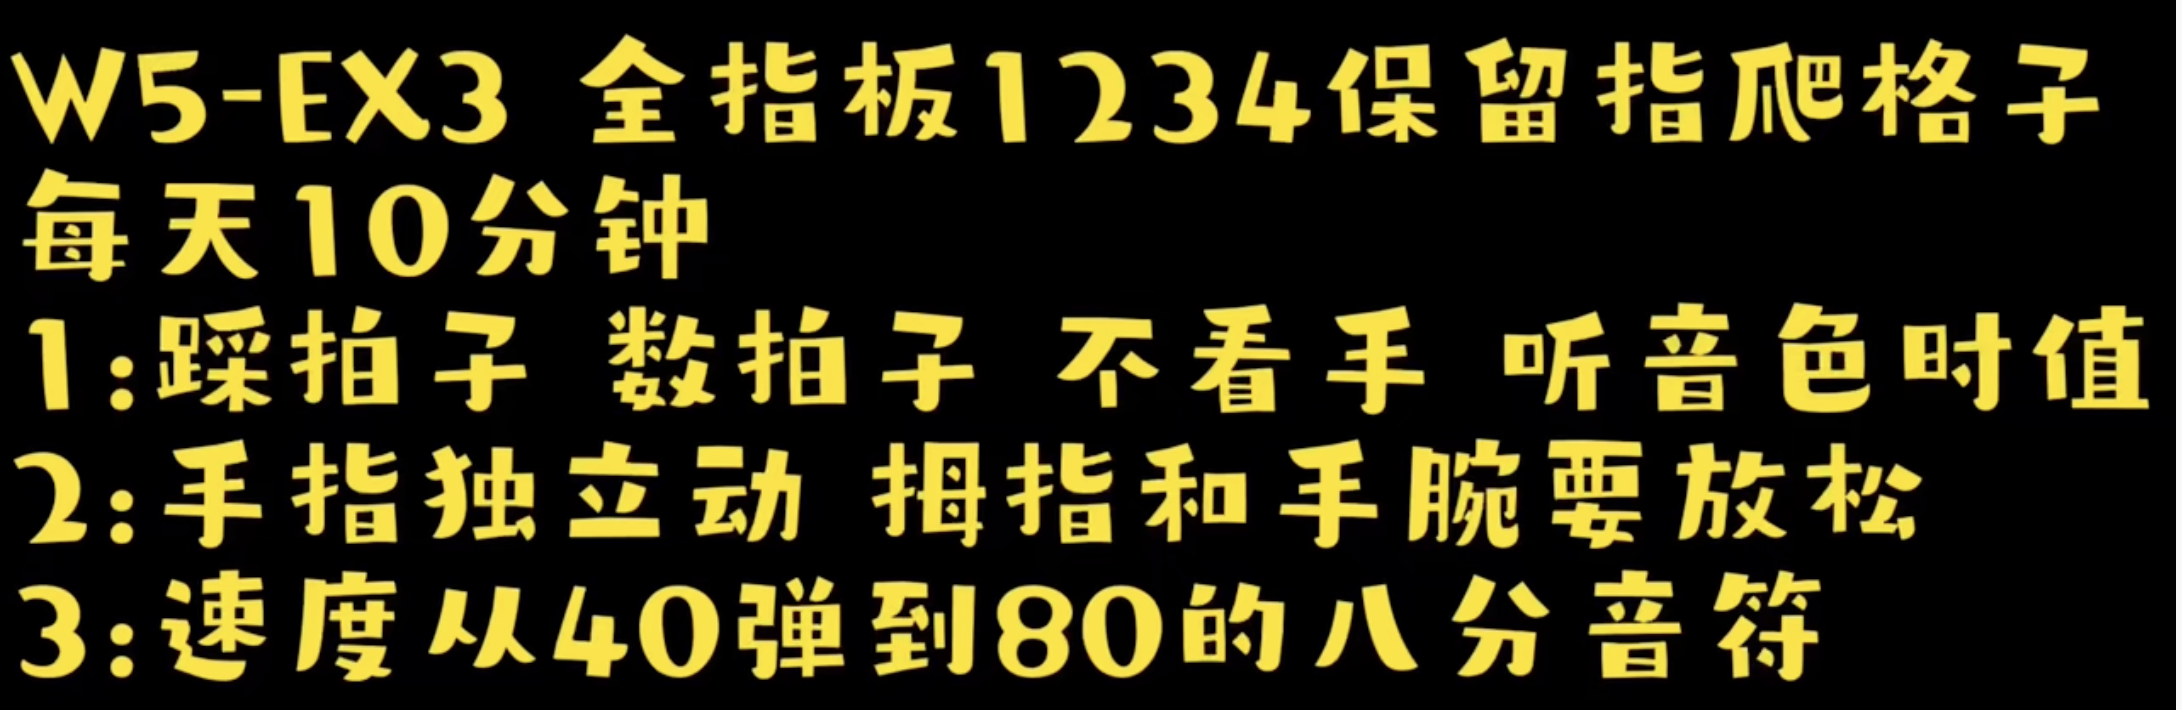 W5-EX3 全指板1234保留指爬格子
每天10分钟
1:踩拍子 数拍子 不看手 听音色时值
2:手指独立动 拇指和手腕要放松
3:速度从40弹到80的八分音符